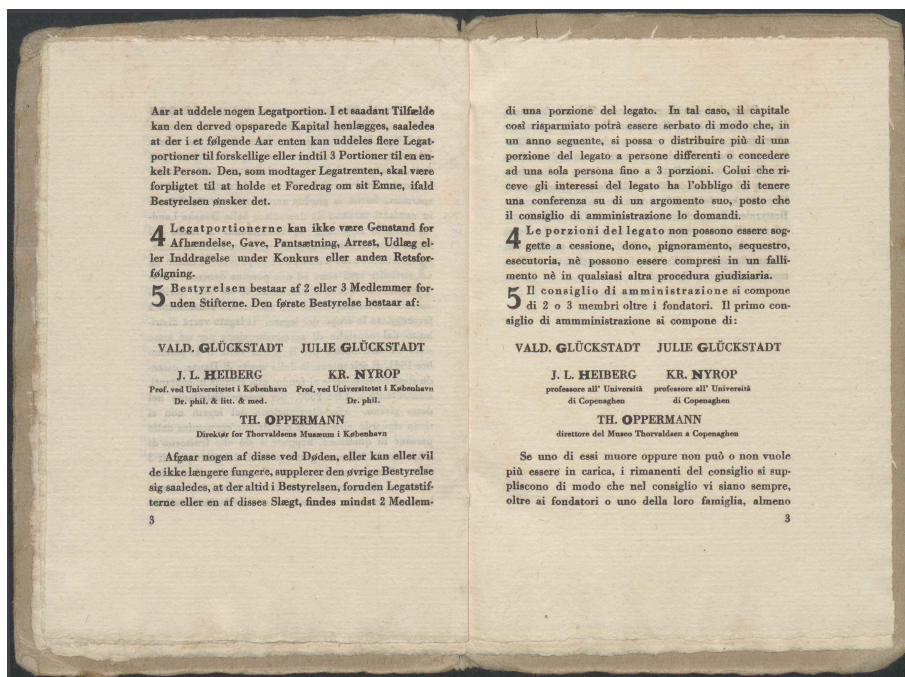 Aar at uddele nogen Legatportion. I et saadant Tilfælde
kan den derved opsparede Kapital henlægges, saaledes
at der i et følgende Aar enten kan uddeles flere Legat-
portioner til forskellige eller indtil 3 Portioner til en en-
kelt Person. Den, som modtager Legatrenten, skal være
forpligtet til at holde et Foredrag om sit Emne, ifald
Bestyrelsen ønsker det.
4 Legatportionerne kan ikke være Genstand for
Afhændelse, Gave, Pantsætning, Arrest, Udlæg el-
ler Inddragelse under Konkurs eller anden Retsfor-
følgning.
5 Bestyrelsen bestaar af 2 eller 3 Medlemmer for-
uden Stifterne. Den første Bestyrelse bestaar af:
VALD. GLÜCKSTADT JULIE GLÜCKSTADT
J. L. HEIBERG KR. NYROP
Prof. ved Universitetet i København Prof. ved Universitetet i København
Dr. phil. & litt. & med. Dr. phil.
TH. OPPERMANN
Direktør for Thorvaldsens Musæum i København
Afgaar nogen af disse ved Døden, eller kan eller vil
de ikke længere fungere, supplerer den øvrige Bestyrelse
sig saaledes, at der altid i Bestyrelsen, foruden Legatstif-
terne eller en af disses Slægt, findes mindst 2 Medlem-
3
di una porzione del legato. In tal caso, il capitale
così risparmiato potrà essere serbato di modo che, in
un anno seguente, si possa o distribuire più di una
porzione del legato a persone differenti o concedere
ad una sola persona fino a 3 porzioni. Colui che ri-
ceve gli interessi del legato ha l'obbligo di tenere
una conferenza su di un argomento suo, posto che
il consiglio di amministrazione lo domandi.
4 Le porzioni del legato non possono essere sog-
gette a cessione, dono, pignoramento, sequestro,
esecutoria, nè possono essere compresi in un falli-
mento nè in qualsiasi altra procedura giudiziaria.
5 Il consiglio di amministrazione si compone
di 2 o 3 membri oltre i fondatori. Il primo con-
siglio di ammministrazione si compone di:
VALD. GLÜCKSTADT JULIE GLÜCKSTADT
J. L. HEIBERG KR. NYROP
professore all' Università professore all' Università
di Copenaghen di Copenaghen
TH. OPPERMANN
direttore del Museo Thorvaldsen a Copenaghen
Se uno di essi muore oppure non può o non vuole
più essere in carica, i rimanenti del consiglio si sup-
pliscono di modo che nel consiglio vi siano sempre,
oltre ai fondatori o uno della loro famiglia, almeno
3